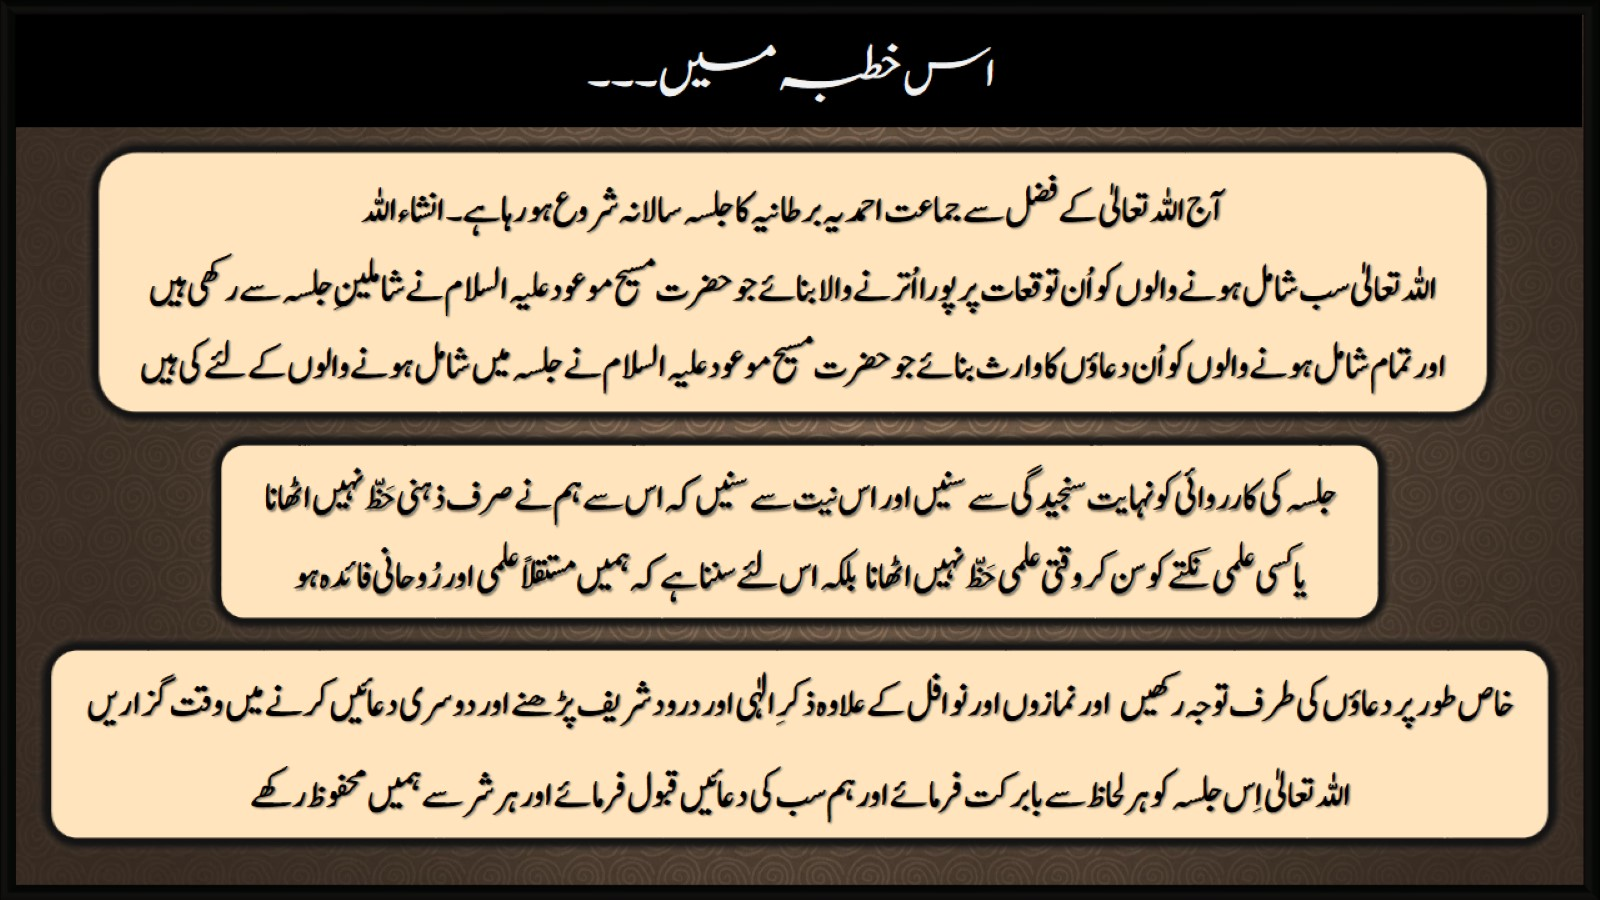 اس خطبہ میں۔۔۔
آج اللہ تعالیٰ کے فضل سے جماعت احمدیہ برطانیہ کا جلسہ سالانہ شروع ہو رہا ہے۔ انشاء اللہ
اللہ تعالیٰ سب شامل ہونے والوں کو اُن توقعات پر پورا اُترنے والا بنائے جو حضرت مسیح موعود علیہ السلام نے شاملینِ جلسہ سے رکھی ہیں
اور تمام شامل ہونے والوں کو اُن دعاؤں کا وارث بنائے جو حضرت مسیح موعود علیہ السلام نے جلسہ میں شامل ہونے والوں کے لئے کی ہیں
جلسہ کی کارروائی کو نہایت سنجیدگی سے سنیں اور اس نیت سے سنیں کہ اس سے ہم نے صرف ذہنی حَظّ نہیں اٹھانا
یا کسی علمی نکتے کو سن کر وقتی علمی حَظّ نہیں اٹھانا بلکہ اس لئے سننا ہے کہ ہمیں مستقلاً علمی اور رُوحانی فائدہ ہو
خاص طور پر دعاؤں کی طرف توجہ رکھیں اور نمازوں اور نوافل کے علاوہ ذکرِ الٰہی اور درود شریف پڑھنے اور دوسری دعائیں کرنے میں وقت گزاریں
اللہ تعالیٰ اِس جلسہ کو ہر لحاظ سے بابرکت فرمائے اور ہم سب کی دعائیں قبول فرمائے اور ہر شر سے ہمیں محفوظ رکھے